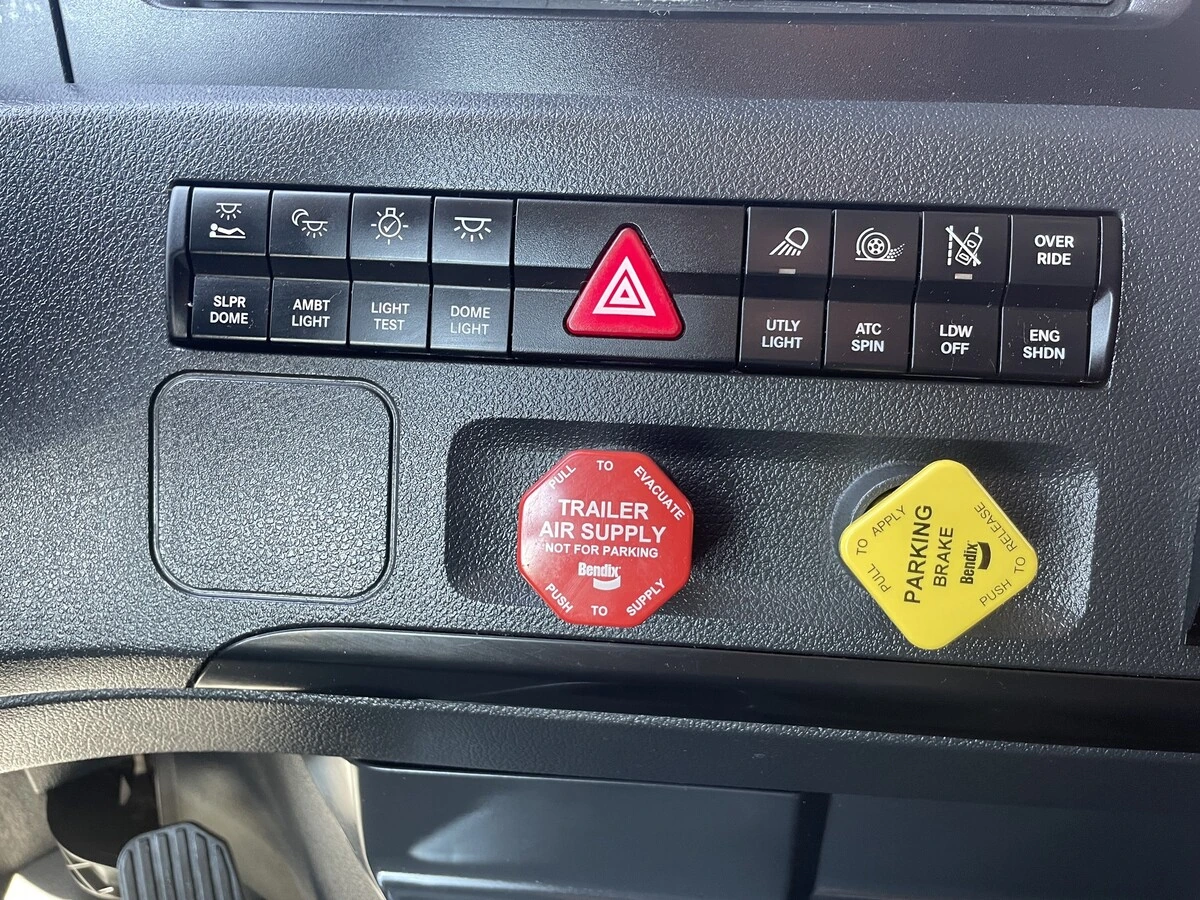 SLPR
DOME
AMBT
LIGHT
LIGHT
TEST
DOME
LIGHT
UTLY
LIGHT
ATC
SPIN
LDW
OFF
OVER
RIDE
ENG
SHDN
PULL TO EVACUATE
TRAILER
AIR SUPPLY
NOT FOR PARKING
Bendix
PUSH TO SUPPLY
PULL TO APPLY
PARKING
BRAKE
Bendix
PUSH TO RELEASE